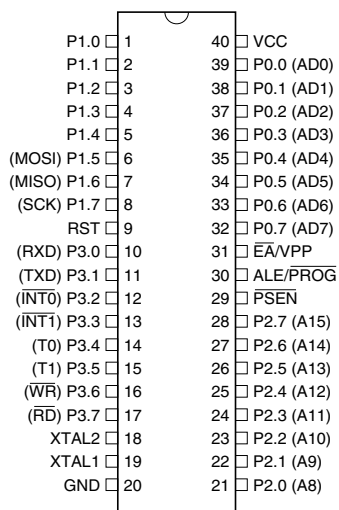 P1.0 1 40 VCC
P1.1 2 39 P0.0 (AD0)
P1.2 3 38 P0.1 (AD1)
P1.3 4 37 P0.2 (AD2)
P1.4 5 36 P0.3 (AD3)
(MOSI) P1.5 6 35 P0.4 (AD4)
(MISO) P1.6 7 34 P0.5 (AD5)
(SCK) P1.7 8 33 P0.6 (AD6)
RST 9 32 P0.7 (AD7)
(RXD) P3.0 10 31 E̅A̅/VPP
(TXD) P3.1 11 30 ALE/P̅R̅O̅G̅
(I̅N̅T̅0̅) P3.2 12 29 P̅S̅E̅N̅
(I̅N̅T̅1̅) P3.3 13 28 P2.7 (A15)
(T0) P3.4 14 27 P2.6 (A14)
(T1) P3.5 15 26 P2.5 (A13)
(W̅R̅) P3.6 16 25 P2.4 (A12)
(R̅D̅) P3.7 17 24 P2.3 (A11)
XTAL2 18 23 P2.2 (A10)
XTAL1 19 22 P2.1 (A9)
GND 20 21 P2.0 (A8)